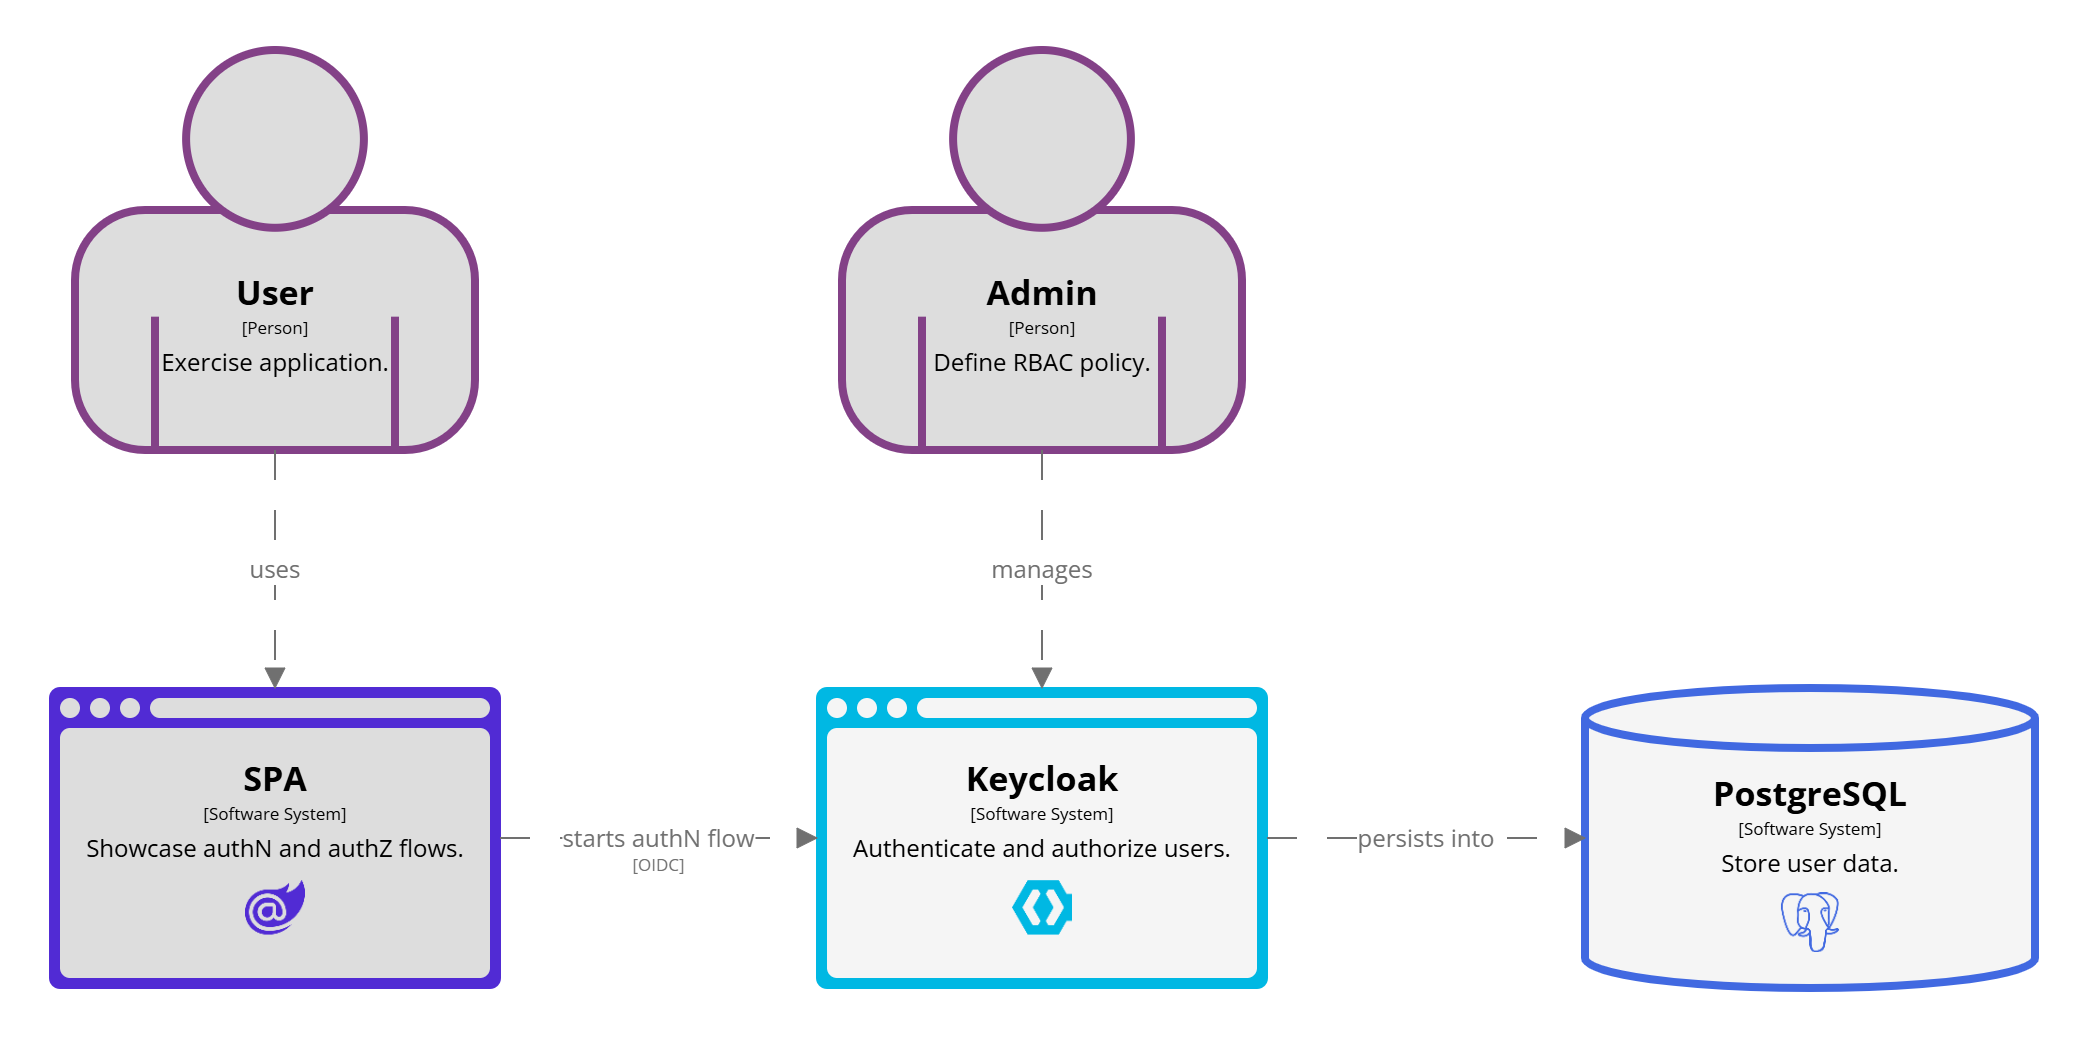 User
[Person]
Exercise application.
Admin
[Person]
Define RBAC policy.
uses
manages
SPA
[Software System]
Showcase authN and authZ flows.
starts authN flow
[OIDC]
Keycloak
[Software System]
Authenticate and authorize users.
persists into
PostgreSQL
[Software System]
Store user data.